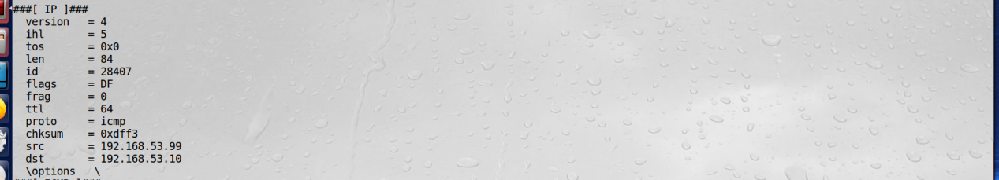 ###[ IP ]###
version = 4
ihl = 5
tos = 0x0
len = 84
id = 28407
flags = DF
frag = 0
ttl = 64
proto = icmp
chksum = 0xdff3
src = 192.168.53.99
dst = 192.168.53.10
\options \